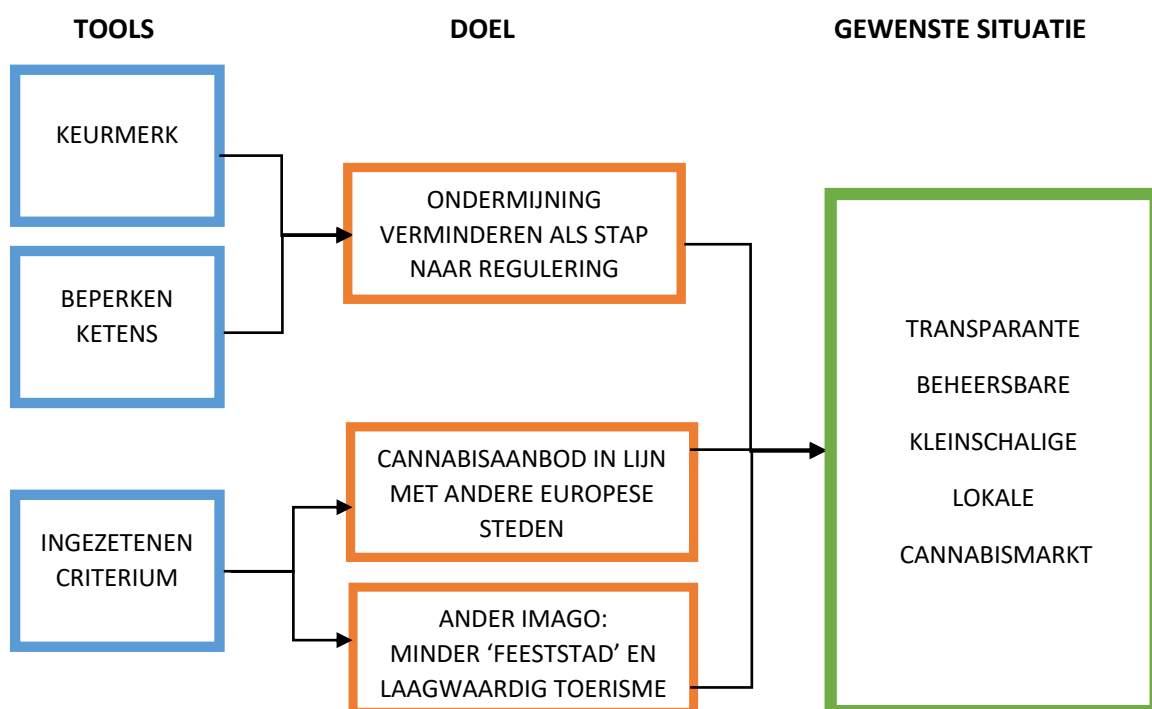 TOOLS
DOEL
GEWENSTE SITUATIE
KEURMERK
BEPERKEN
KETENS
INGEZETENEN
CRITERIUM
ONDERMIJNING
VERMINDEREN ALS STAP
NAAR REGULERING
CANNABISAANBOD IN LIJN
MET ANDERE EUROPESE
STEDEN
ANDER IMAGO:
MINDER ‘FEESTSTAD’ EN
LAAGWAARDIG TOERISME
TRANSPARANTE
BEHEERSBARE
KLEINSCHALIGE
LOKALE
CANNABISMARKT